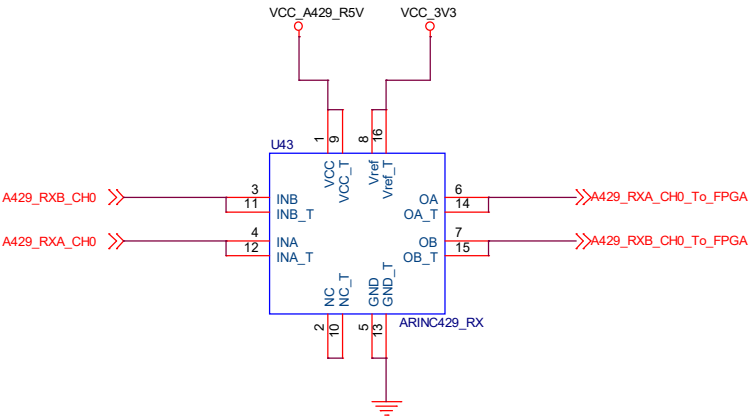 VCC_A429_R5V
VCC_3V3
U43
1
9
8
16
VCC
VCC_T
Vref
Vref_T
A429_RXB_CH0
3
INB
11
INB_T
A429_RXA_CH0
4
INA
12
INA_T
6
OA
14
OA_T
A429_RXA_CH0_To_FPGA
7
OB
15
OB_T
A429_RXB_CH0_To_FPGA
NC
NC_T
GND
GND_T
2
10
5
13
ARINC429_RX